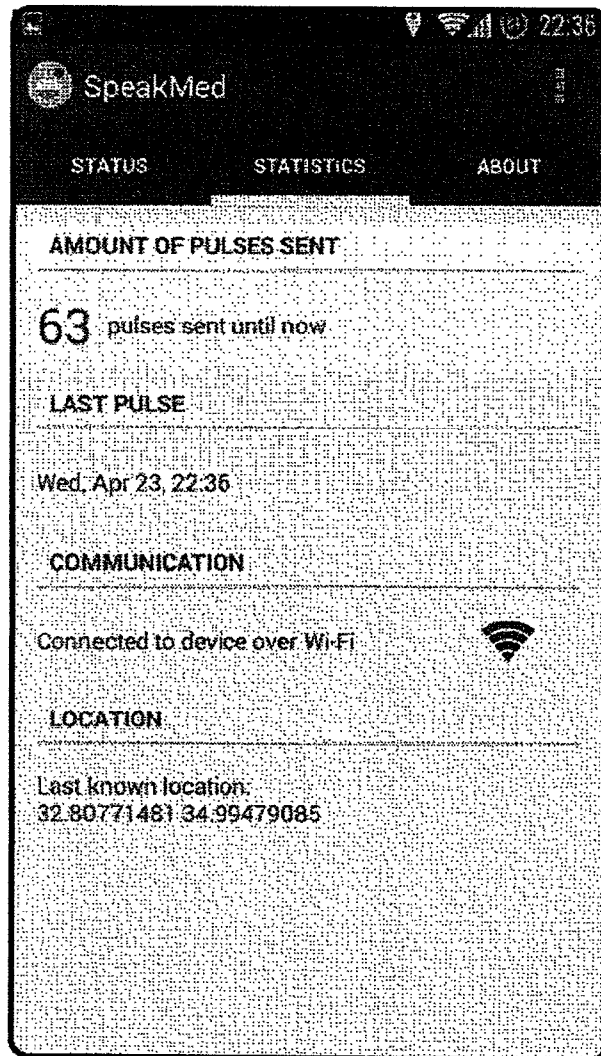 22:36
SpeakMed
STATUS STATISTICS ABOUT
AMOUNT OF PULSES SENT
63 pulses sent until now
LAST PULSE
Wed, Apr 23, 22:36
COMMUNICATION
Connected to device over Wi-Fi
LOCATION
Last known location:
32.80771481 34.99479085